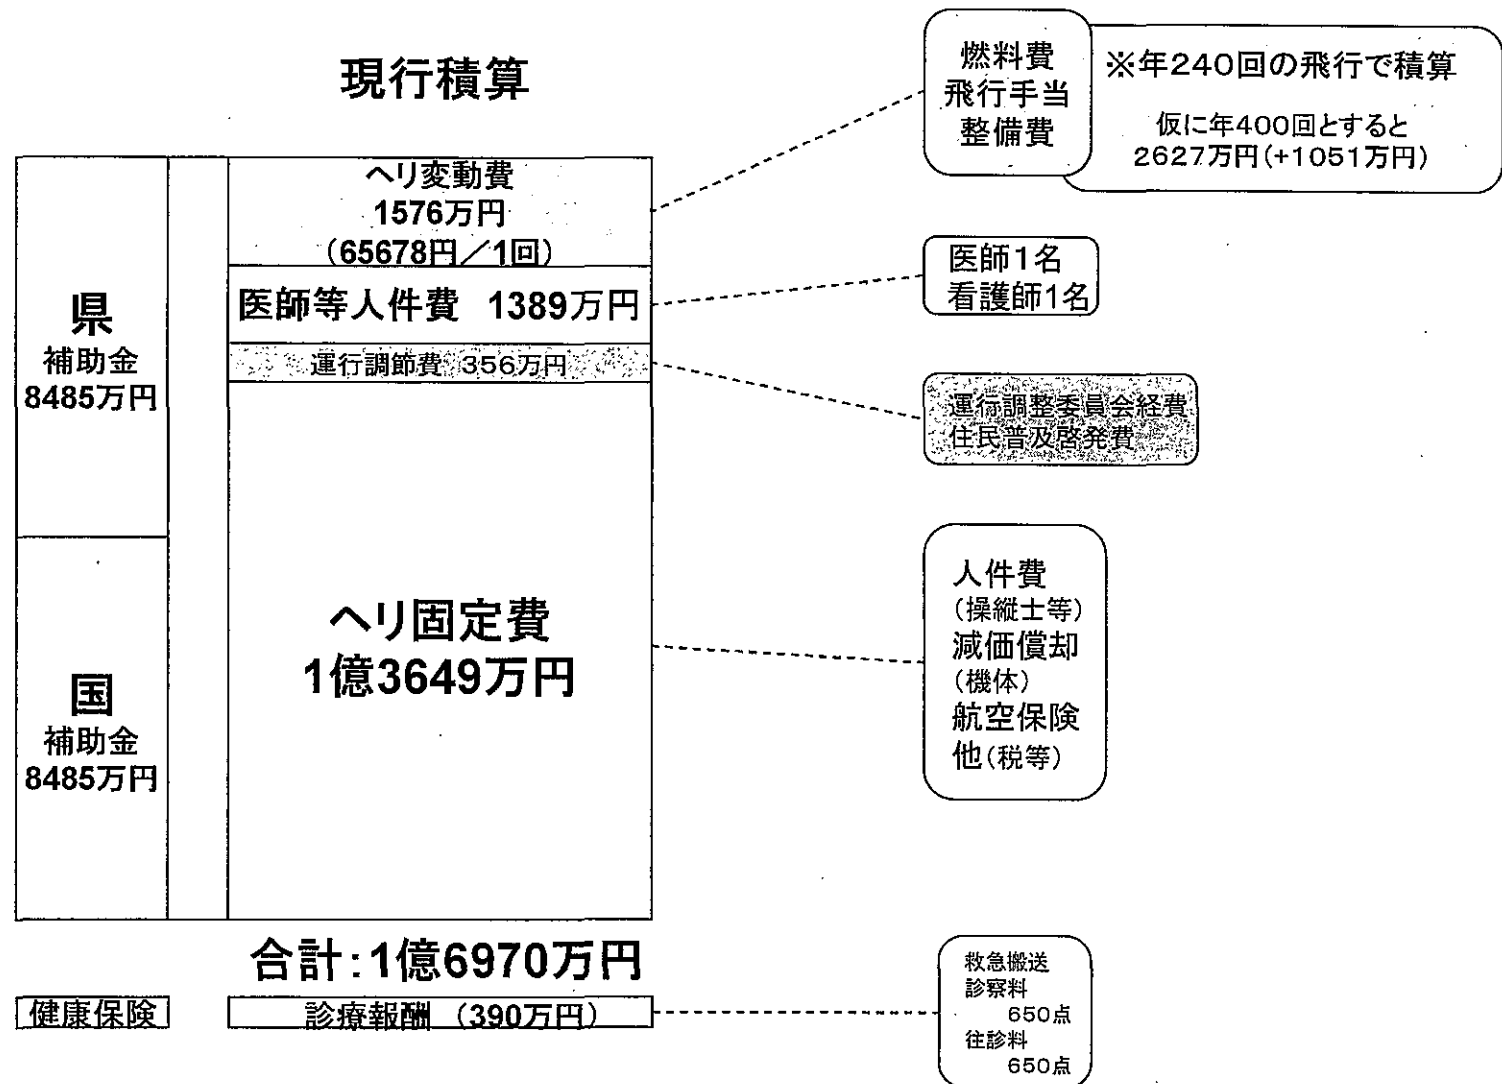 現行積算
県
補助金
8485万円
国
補助金
8485万円
ヘリ変動費
1576万円
(65678円／1回)
医師等人件費 1389万円
運行調節費 356万円
ヘリ固定費
1億3649万円
合計:1億6970万円
健康保険
診療報酬 (390万円)
燃料費
飛行手当
整備費
※年240回の飛行で積算
仮に年400回とすると
2627万円(+1051万円)
医師1名
看護師1名
運行調整委員会経費
住民普及啓発費
人件費
(操縦士等)
減価償却
(機体)
航空保険
他(税等)
救急搬送
診察料
650点
往診料
650点